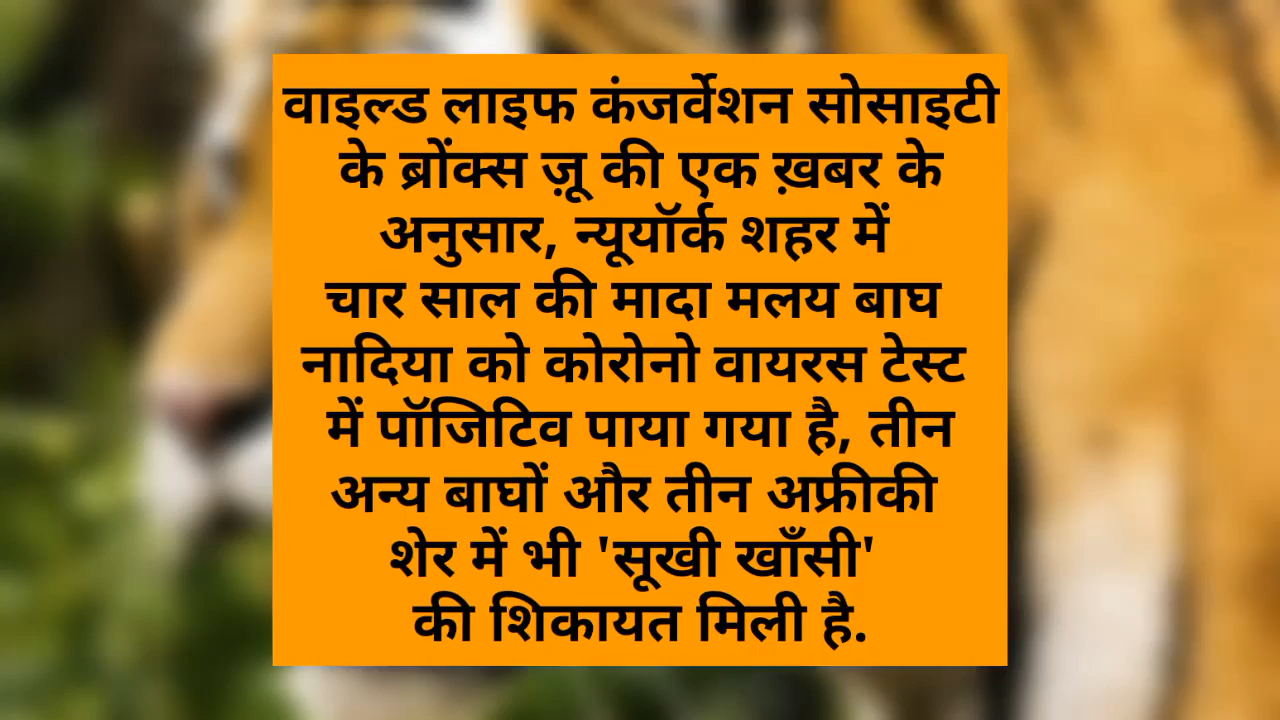 वाइल्ड लाइफ कंजर्वेशन सोसाइटी
के ब्रोंक्स ज़ू की एक ख़बर के
अनुसार, न्यूयॉर्क शहर में
चार साल की मादा मलय बाघ
नादिया को कोरोनो वायरस टेस्ट
में पॉजिटिव पाया गया है, तीन
अन्य बाघों और तीन अफ्रीकी
शेर में भी 'सूखी खाँसी'
की शिकायत मिली है.